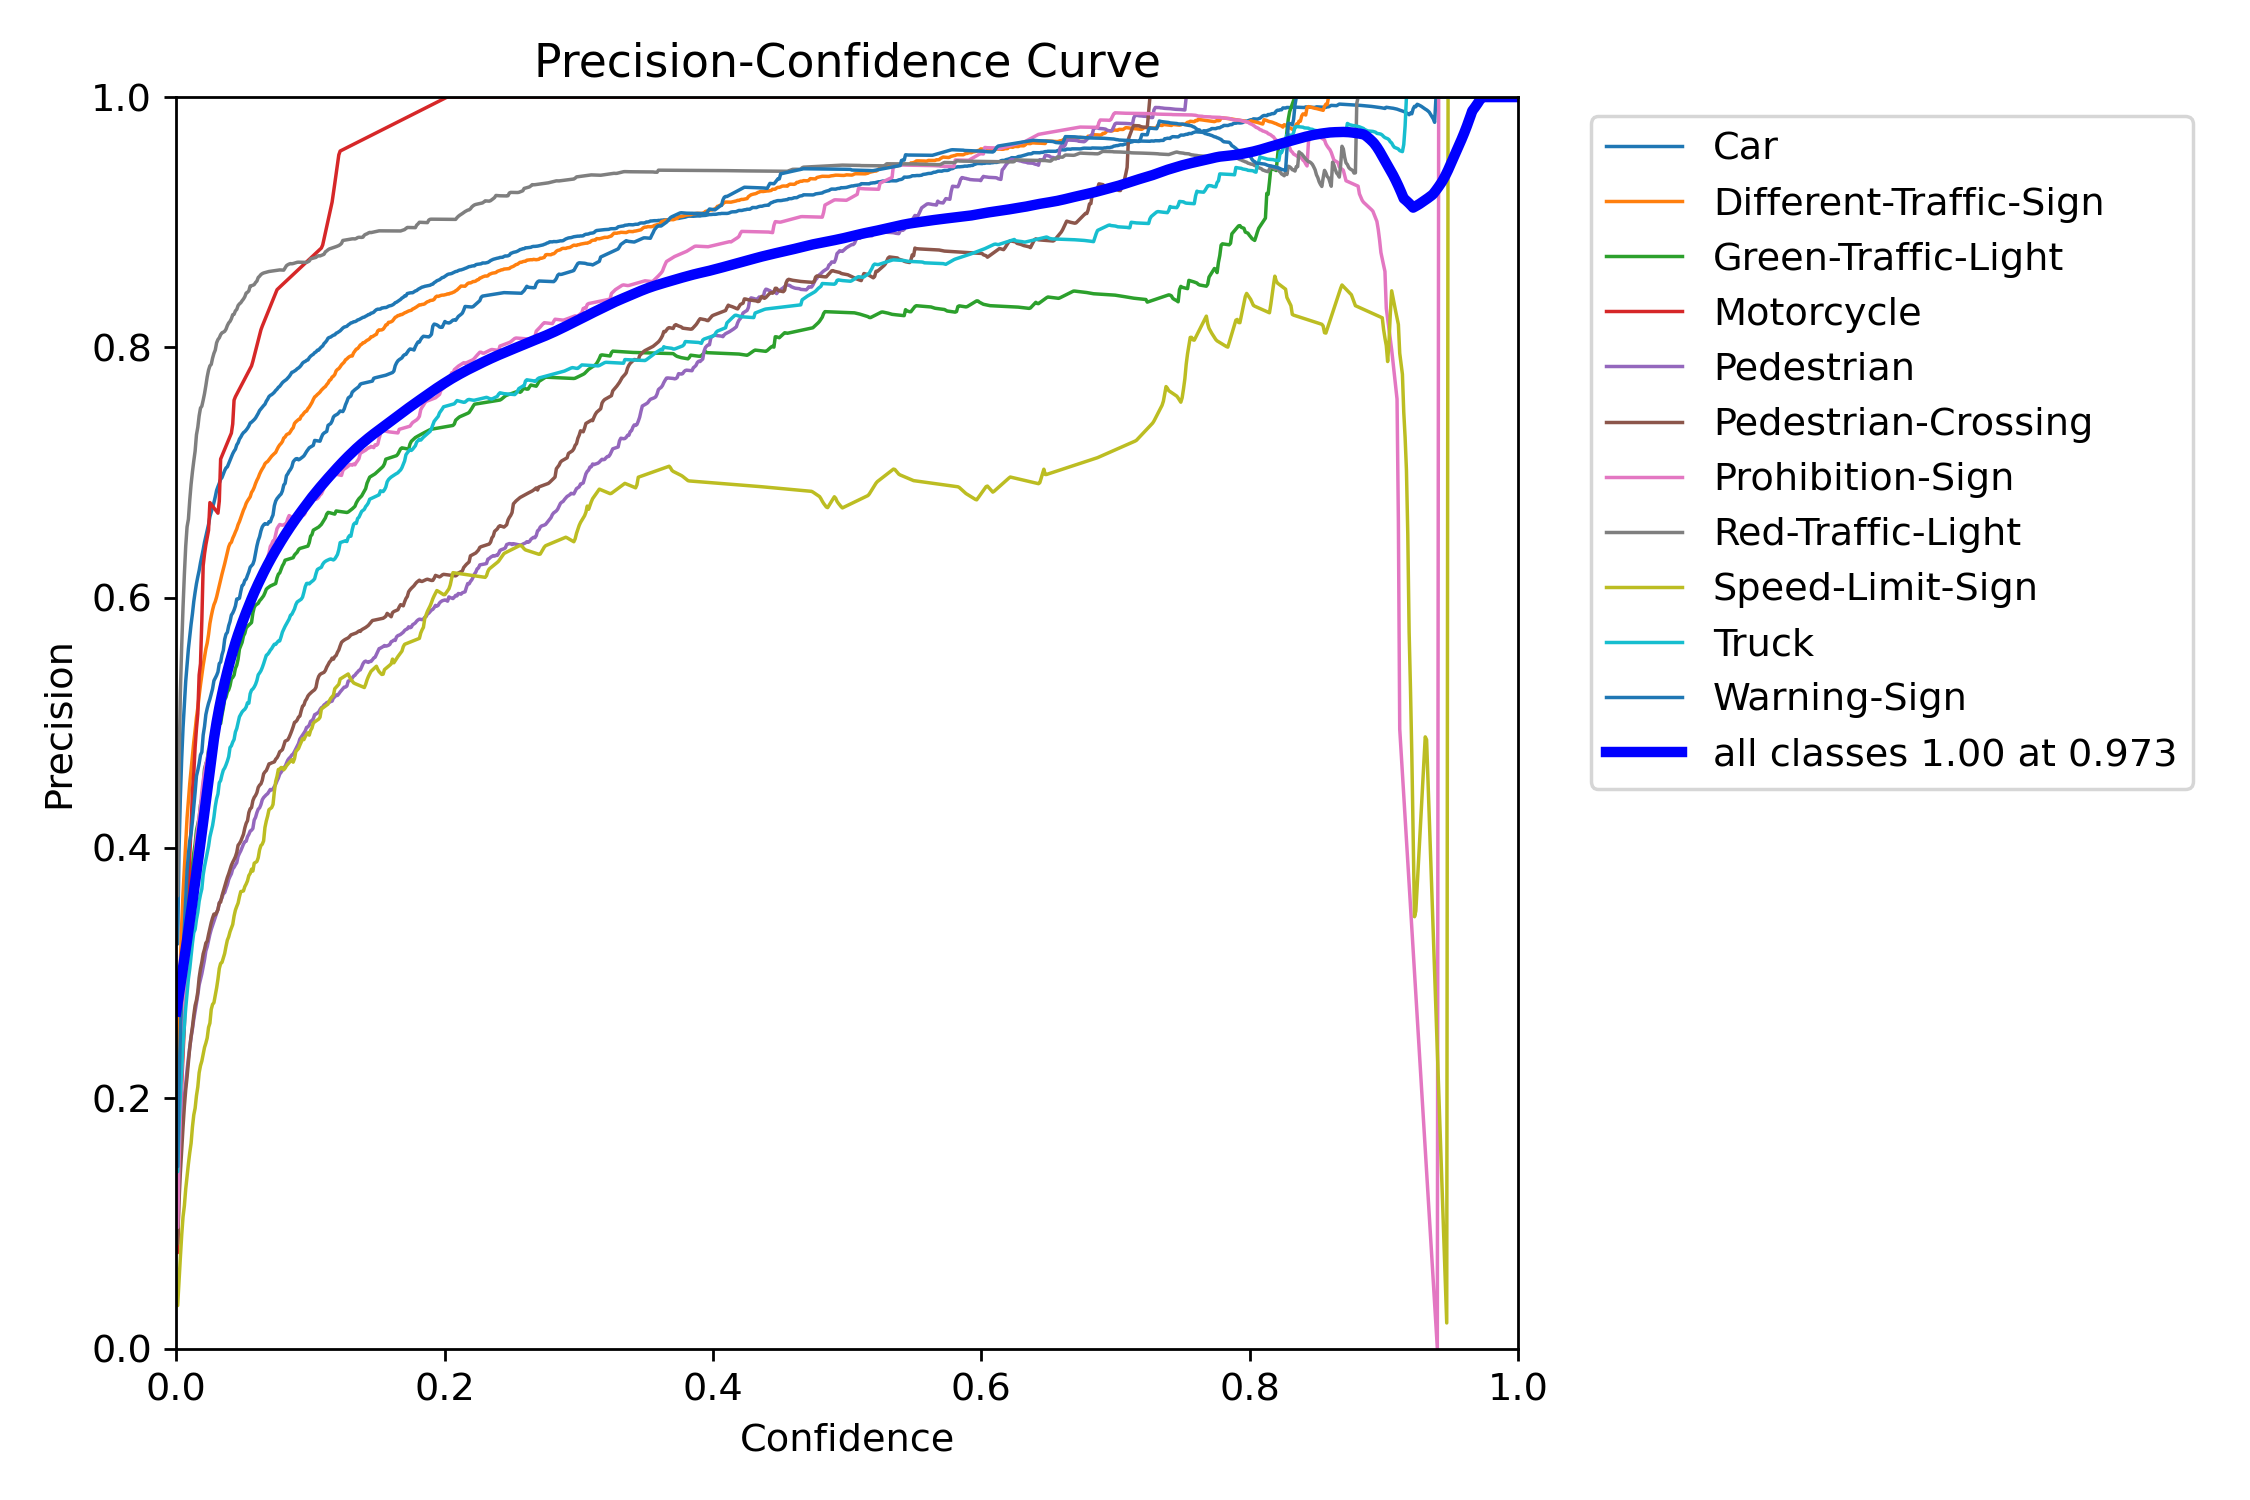 Precision-Confidence Curve
1.0
0.8
0.6
0.4
0.2
0.0
Precision
0.0 0.2 0.4 0.6 0.8 1.0
Confidence
Car
Different-Traffic-Sign
Green-Traffic-Light
Motorcycle
Pedestrian
Pedestrian-Crossing
Prohibition-Sign
Red-Traffic-Light
Speed-Limit-Sign
Truck
Warning-Sign
all classes 1.00 at 0.973